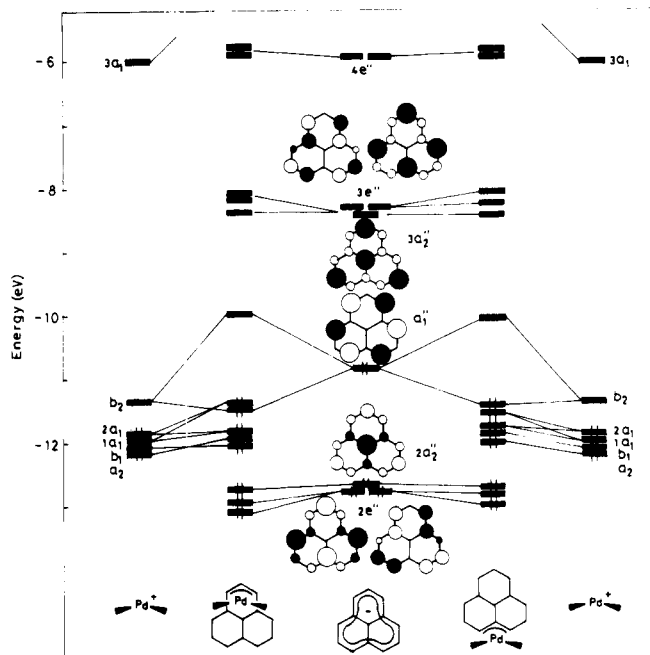 -6
-8
-10
-12
Energy (eV)
3a₁
4e"
3a₁
3e"
3a₂"
a₁"
b₂
2a₁
1a₁
b₁
a₂
b₂
2a₁
1a₁
b₁
a₂
2a₂"
2e"
Pd⁺
Pd
-
Pd
Pd⁺